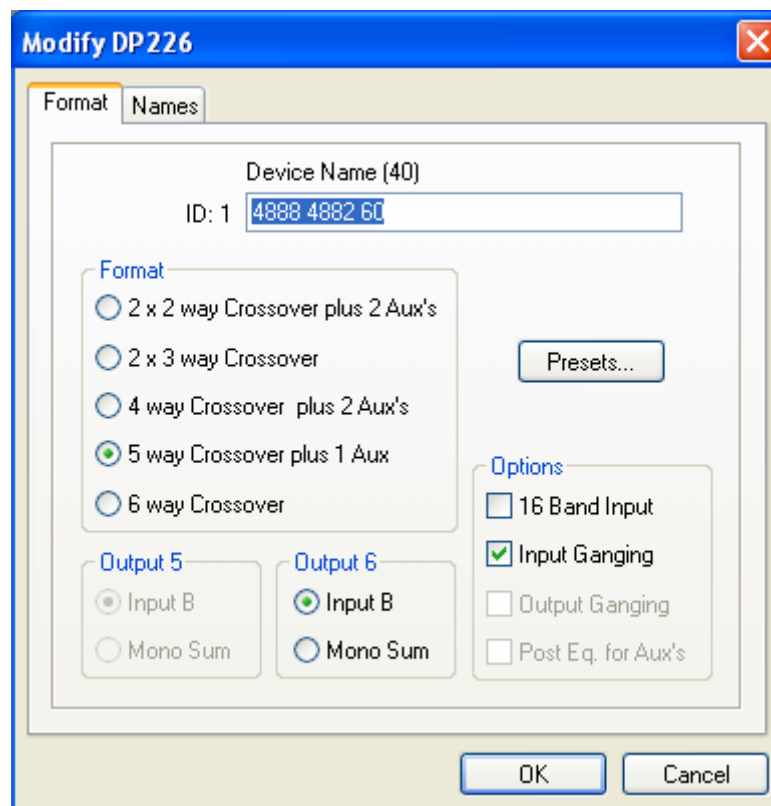 Modify DP226
Format
Names
Device Name (40)
ID: 1
4888 4882 60
Format
2 x 2 way Crossover plus 2 Aux's
2 x 3 way Crossover
4 way Crossover plus 2 Aux's
5 way Crossover plus 1 Aux
6 way Crossover
Presets...
Options
16 Band Input
Input Ganging
Output Ganging
Post Eq. for Aux's
Output 5
Input B
Mono Sum
Output 6
Input B
Mono Sum
OK
Cancel